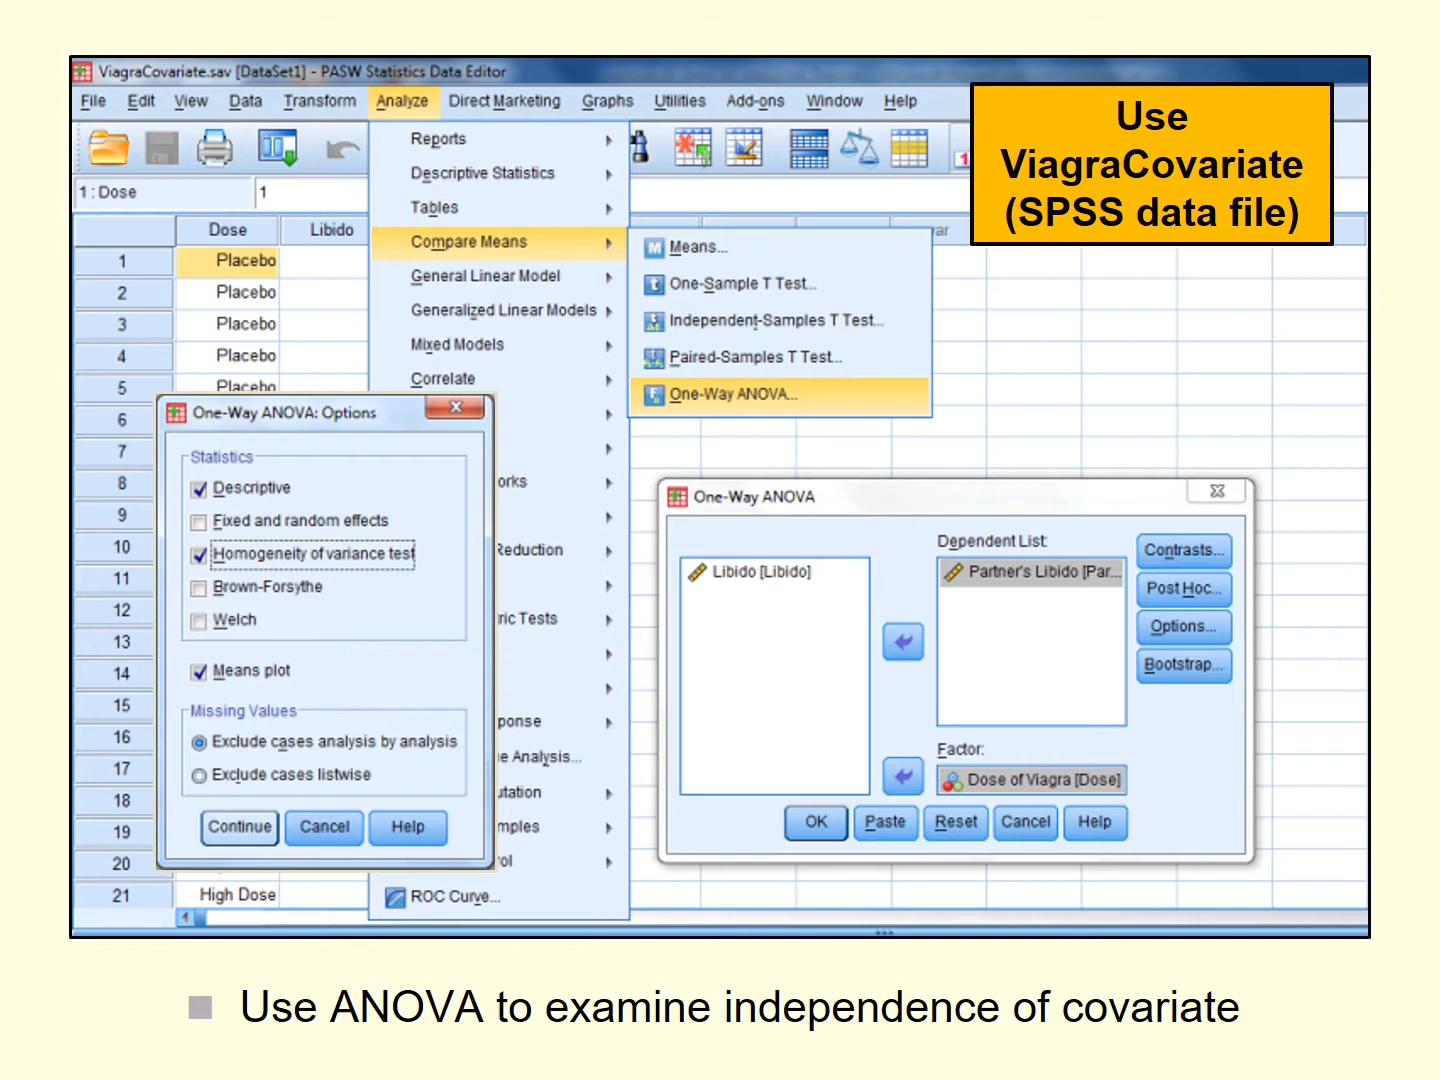 ViagraCovariate.sav [DataSet1] - PASW Statistics Data Editor
File Edit View Data Transform Analyze Direct Marketing Graphs Utilities Add-ons Window Help
Use
ViagraCovariate
(SPSS data file)
1 : Dose 1
Dose Libido
1 Placebo
2 Placebo
3 Placebo
4 Placebo
5 Placebo
6
7
8
9
10
11
12
13
14
15
16
17
18
19
20
21 High Dose
Reports
Descriptive Statistics
Tables
Compare Means
General Linear Model
Generalized Linear Models
Mixed Models
Correlate
orks
Reduction
ric Tests
ponse
e Analysis...
utation
mples
rol
ROC Curve...
Means...
One-Sample T Test...
Independent-Samples T Test...
Paired-Samples T Test...
One-Way ANOVA...
ar
One-Way ANOVA: Options
Statistics
Descriptive
Fixed and random effects
Homogeneity of variance test
Brown-Forsythe
Welch
Means plot
Missing Values
Exclude cases analysis by analysis
Exclude cases listwise
Continue Cancel Help
One-Way ANOVA
Libido [Libido]
Dependent List:
Partner's Libido [Par...
Factor:
Dose of Viagra [Dose]
Contrasts...
Post Hoc...
Options...
Bootstrap...
OK Paste Reset Cancel Help
Use ANOVA to examine independence of covariate